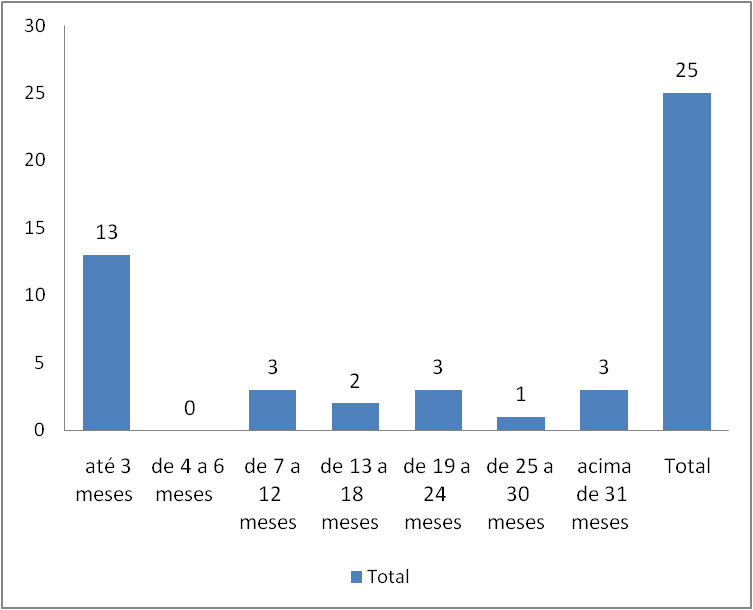 30
25
20
15
10
5
0
13
0
3
2
3
1
3
25
até 3
meses
de 4 a 6
meses
de 7 a
12
meses
de 13 a
18
meses
de 19 a
24
meses
de 25 a
30
meses
acima
de 31
meses
Total
Total